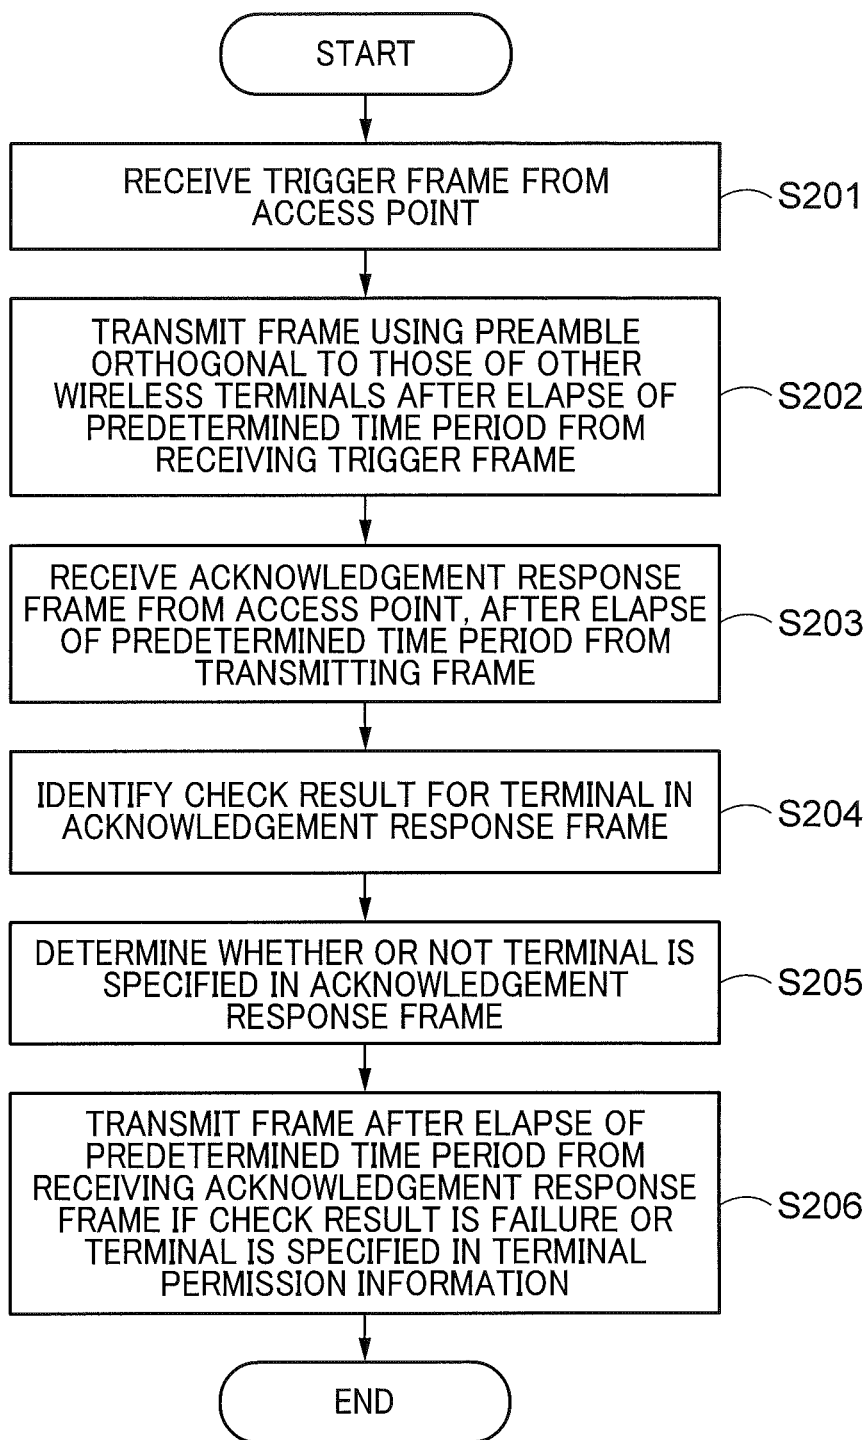 START
RECEIVE TRIGGER FRAME FROM
ACCESS POINT
S201
TRANSMIT FRAME USING PREAMBLE
ORTHOGONAL TO THOSE OF OTHER
WIRELESS TERMINALS AFTER ELAPSE OF
PREDETERMINED TIME PERIOD FROM
RECEIVING TRIGGER FRAME
S202
RECEIVE ACKNOWLEDGEMENT RESPONSE
FRAME FROM ACCESS POINT, AFTER ELAPSE
OF PREDETERMINED TIME PERIOD FROM
TRANSMITTING FRAME
S203
IDENTIFY CHECK RESULT FOR TERMINAL IN
ACKNOWLEDGEMENT RESPONSE FRAME
S204
DETERMINE WHETHER OR NOT TERMINAL IS
SPECIFIED IN ACKNOWLEDGEMENT
RESPONSE FRAME
S205
TRANSMIT FRAME AFTER ELAPSE OF
PREDETERMINED TIME PERIOD FROM
RECEIVING ACKNOWLEDGEMENT RESPONSE
FRAME IF CHECK RESULT IS FAILURE OR
TERMINAL IS SPECIFIED IN TERMINAL
PERMISSION INFORMATION
S206
END